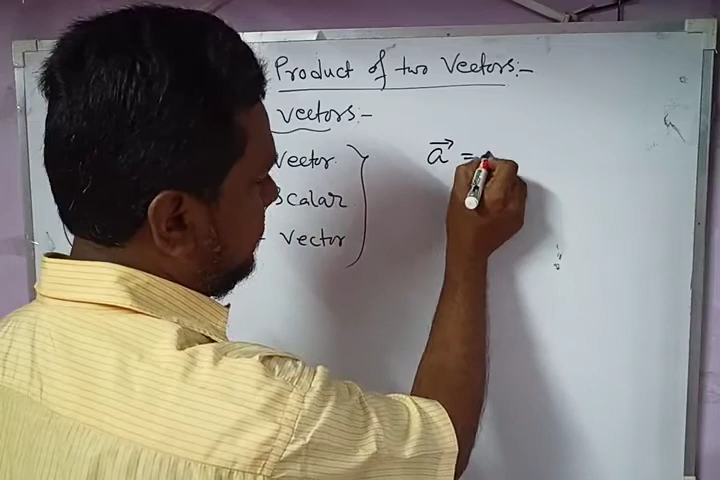 Product of two Vectors:-
vectors:-
vector
scalar
vector
a⃗ =